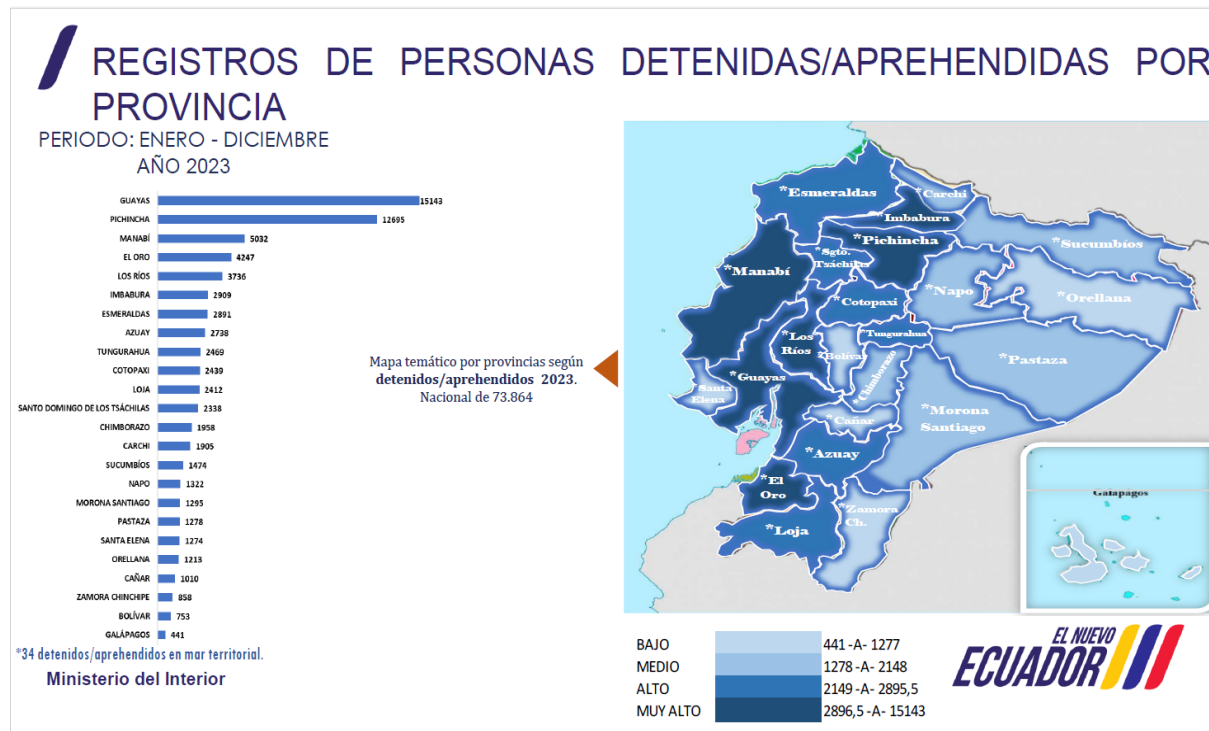 REGISTROS DE PERSONAS DETENIDAS/APREHENDIDAS POR
PROVINCIA
PERIODO: ENERO - DICIEMBRE
AÑO 2023
GUAYAS 15143
PICHINCHA 12695
MANABÍ 5032
EL ORO 4247
LOS RÍOS 3736
IMBABURA 2909
ESMERALDAS 2891
AZUAY 2738
TUNGURAHUA 2469
COTOPAXI 2439
LOJA 2412
SANTO DOMINGO DE LOS TSÁCHILAS 2338
CHIMBORAZO 1958
CARCHI 1905
SUCUMBÍOS 1474
NAPO 1322
MORONA SANTIAGO 1295
PASTAZA 1278
SANTA ELENA 1274
ORELLANA 1213
CAÑAR 1010
ZAMORA CHINCHIPE 858
BOLÍVAR 753
GALÁPAGOS 441
*34 detenidos/aprehendidos en mar territorial.
Ministerio del Interior
Mapa temático por provincias según
detenidos/aprehendidos 2023.
Nacional de 73.864
*Esmeraldas
*Carchi
*Imbabura
*Pichincha
*Sucumbíos
*Sgto.
Tsáchilas
*Manabí
*Napo
*Orellana
*Cotopaxi
*Tungurahua
*Los
Ríos
*Bolívar
*Chimborazo
*Pastaza
*Guayas
*Santa
Elena
*Morona
Santiago
*Cañar
*Azuay
*El
Oro
*Zamora
Ch.
*Loja
Galápagos
BAJO 441 -A- 1277
MEDIO 1278 -A- 2148
ALTO 2149 -A- 2895,5
MUY ALTO 2896,5 -A- 15143
EL NUEVO
ECUADOR